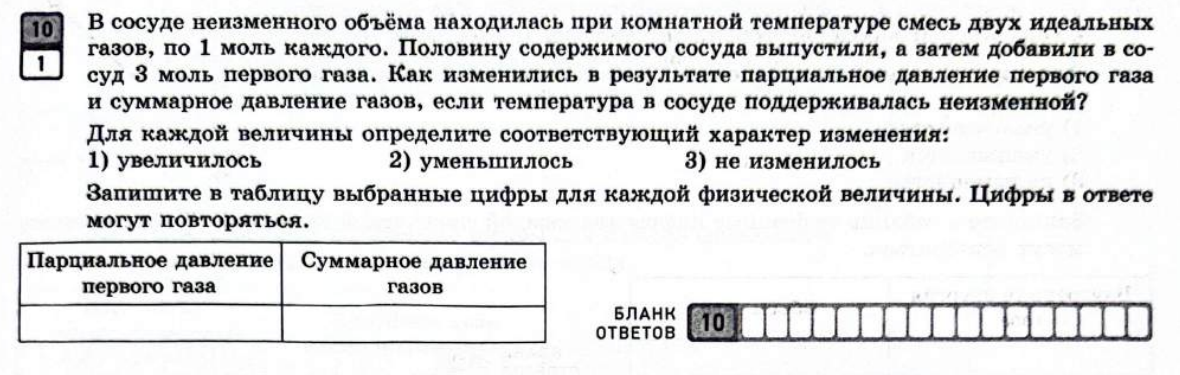 10
1
В сосуде неизменного объёма находилась при комнатной температуре смесь двух идеальных
газов, по 1 моль каждого. Половину содержимого сосуда выпустили, а затем добавили в со-
суд 3 моль первого газа. Как изменились в результате парциальное давление первого газа
и суммарное давление газов, если температура в сосуде поддерживалась неизменной?
Для каждой величины определите соответствующий характер изменения:
1) увеличилось 2) уменьшилось 3) не изменилось
Запишите в таблицу выбранные цифры для каждой физической величины. Цифры в ответе
могут повторяться.
Парциальное давление Суммарное давление
первого газа газов
БЛАНК
ОТВЕТОВ 10